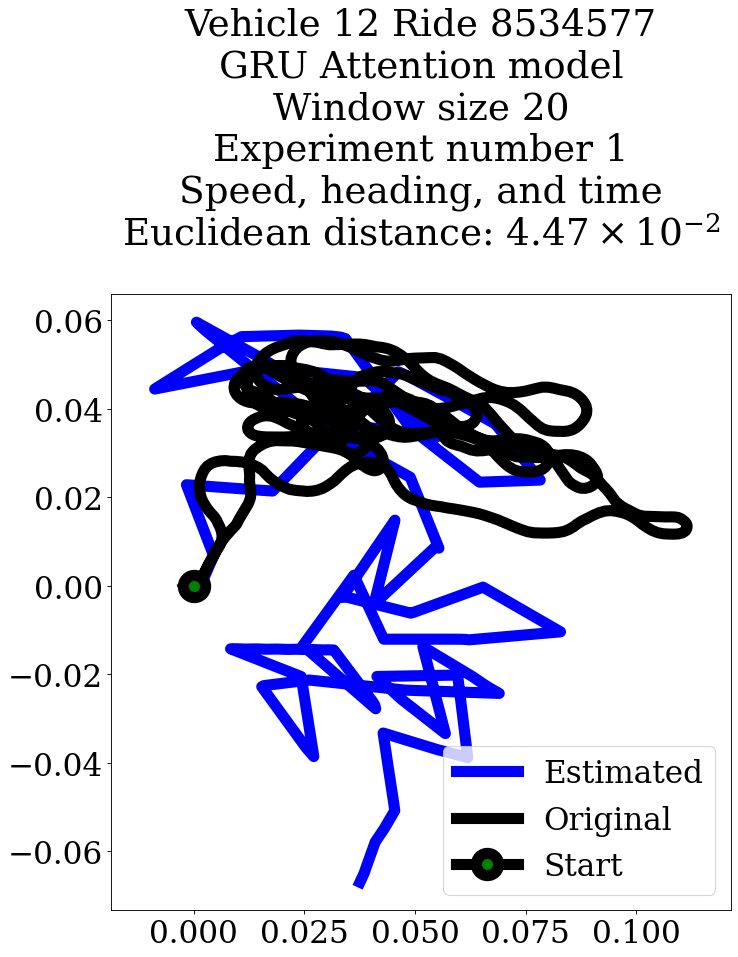 Vehicle 12 Ride 8534577
GRU Attention model
Window size 20
Experiment number 1
Speed, heading, and time
Euclidean distance: 4.47 × 10⁻²
0.06
0.04
0.02
0.00
−0.02
−0.04
−0.06
Estimated
Original
Start
0.000 0.025 0.050 0.075 0.100